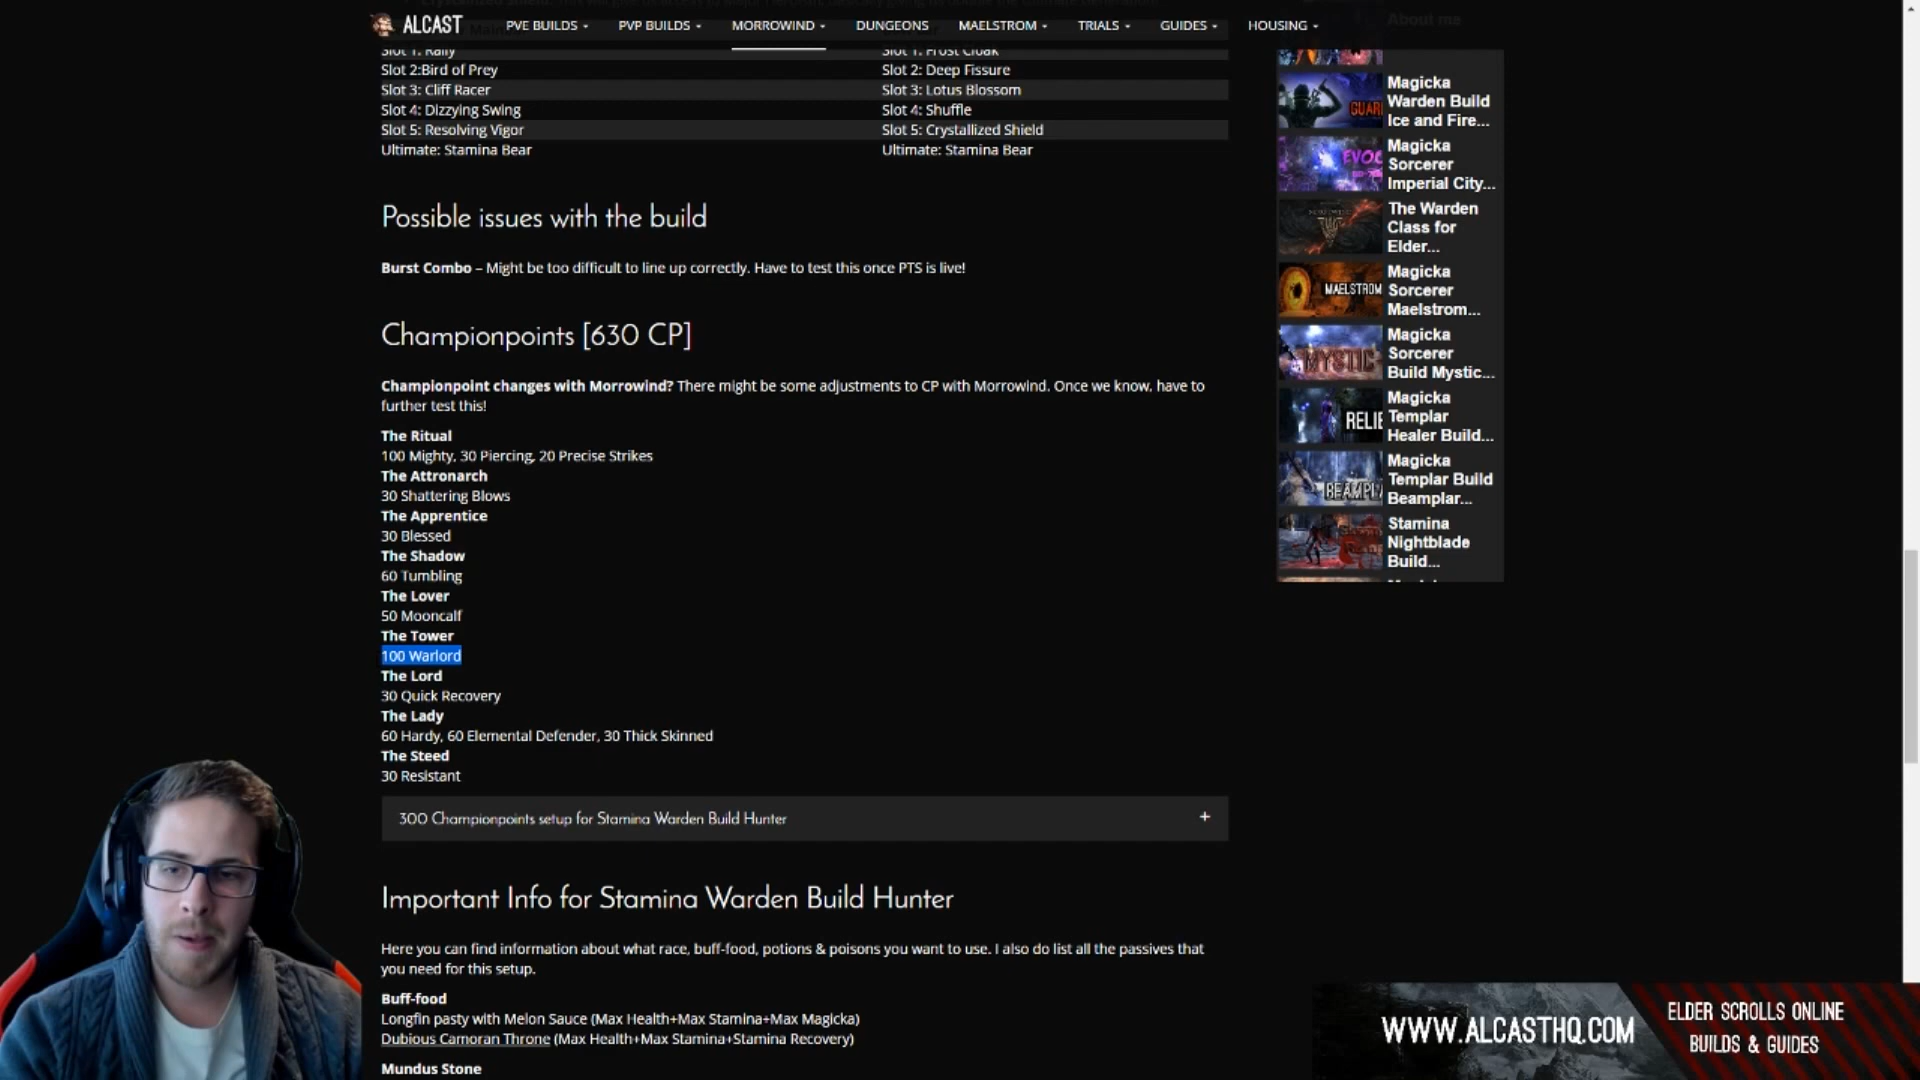 ALCAST
PVE BUILDS
PVP BUILDS
MORROWIND
DUNGEONS
MAELSTROM
TRIALS
GUIDES
HOUSING
About me
Slot 1: Rally
Slot 1: Frost Cloak
Slot 2:Bird of Prey
Slot 2: Deep Fissure
Slot 3: Cliff Racer
Slot 3: Lotus Blossom
Slot 4: Dizzying Swing
Slot 4: Shuffle
Slot 5: Resolving Vigor
Slot 5: Crystallized Shield
Ultimate: Stamina Bear
Ultimate: Stamina Bear
Possible issues with the build
Burst Combo – Might be too difficult to line up correctly. Have to test this once PTS is live!
Championpoints [630 CP]
Championpoint changes with Morrowind? There might be some adjustments to CP with Morrowind. Once we know, have to
further test this!
The Ritual
100 Mighty, 30 Piercing, 20 Precise Strikes
The Attronarch
30 Shattering Blows
The Apprentice
30 Blessed
The Shadow
60 Tumbling
The Lover
50 Mooncalf
The Tower
100 Warlord
The Lord
30 Quick Recovery
The Lady
60 Hardy, 60 Elemental Defender, 30 Thick Skinned
The Steed
30 Resistant
300 Championpoints setup for Stamina Warden Build Hunter
+
Important Info for Stamina Warden Build Hunter
Here you can find information about what race, buff-food, potions & poisons you want to use. I also do list all the passives that
you need for this setup.
Buff-food
Longfin pasty with Melon Sauce (Max Health+Max Stamina+Max Magicka)
Dubious Camoran Throne (Max Health+Max Stamina+Stamina Recovery)
Mundus Stone
Magicka
Warden Build
Ice and Fire...
Magicka
Sorcerer
Imperial City...
The Warden
Class for
Elder...
MAELSTROM
Magicka
Sorcerer
Maelstrom...
MYSTIC
Magicka
Sorcerer
Build Mystic...
RELIE
Magicka
Templar
Healer Build...
BEAMPL
Magicka
Templar Build
Beamplar...
Stamina
Nightblade
Build...
WWW.ALCASTHQ.COM
ELDER SCROLLS ONLINE
BUILDS & GUIDES